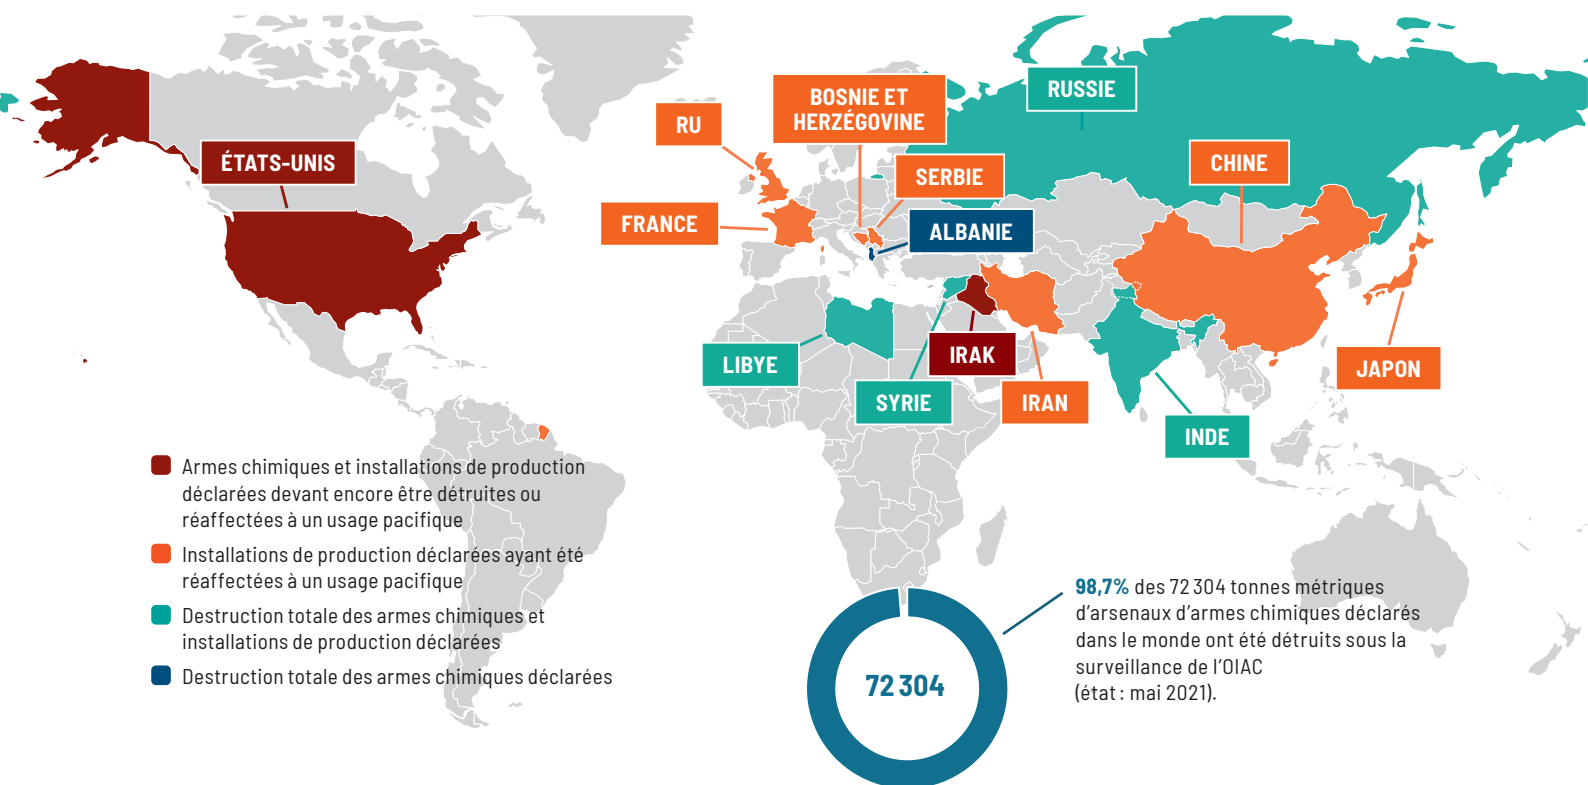 RUSSIE
BOSNIE ET
HERZÉGOVINE
RU
ÉTATS-UNIS
CHINE
SERBIE
FRANCE
ALBANIE
IRAK
LIBYE
JAPON
SYRIE
IRAN
INDE
Armes chimiques et installations de production
déclarées devant encore être détruites ou
réaffectées à un usage pacifique
Installations de production déclarées ayant été
réaffectées à un usage pacifique
Destruction totale des armes chimiques et
installations de production déclarées
Destruction totale des armes chimiques déclarées
72 304
98,7% des 72 304 tonnes métriques
d’arsenaux d’armes chimiques déclarés
dans le monde ont été détruits sous la
surveillance de l’OIAC
(état : mai 2021).